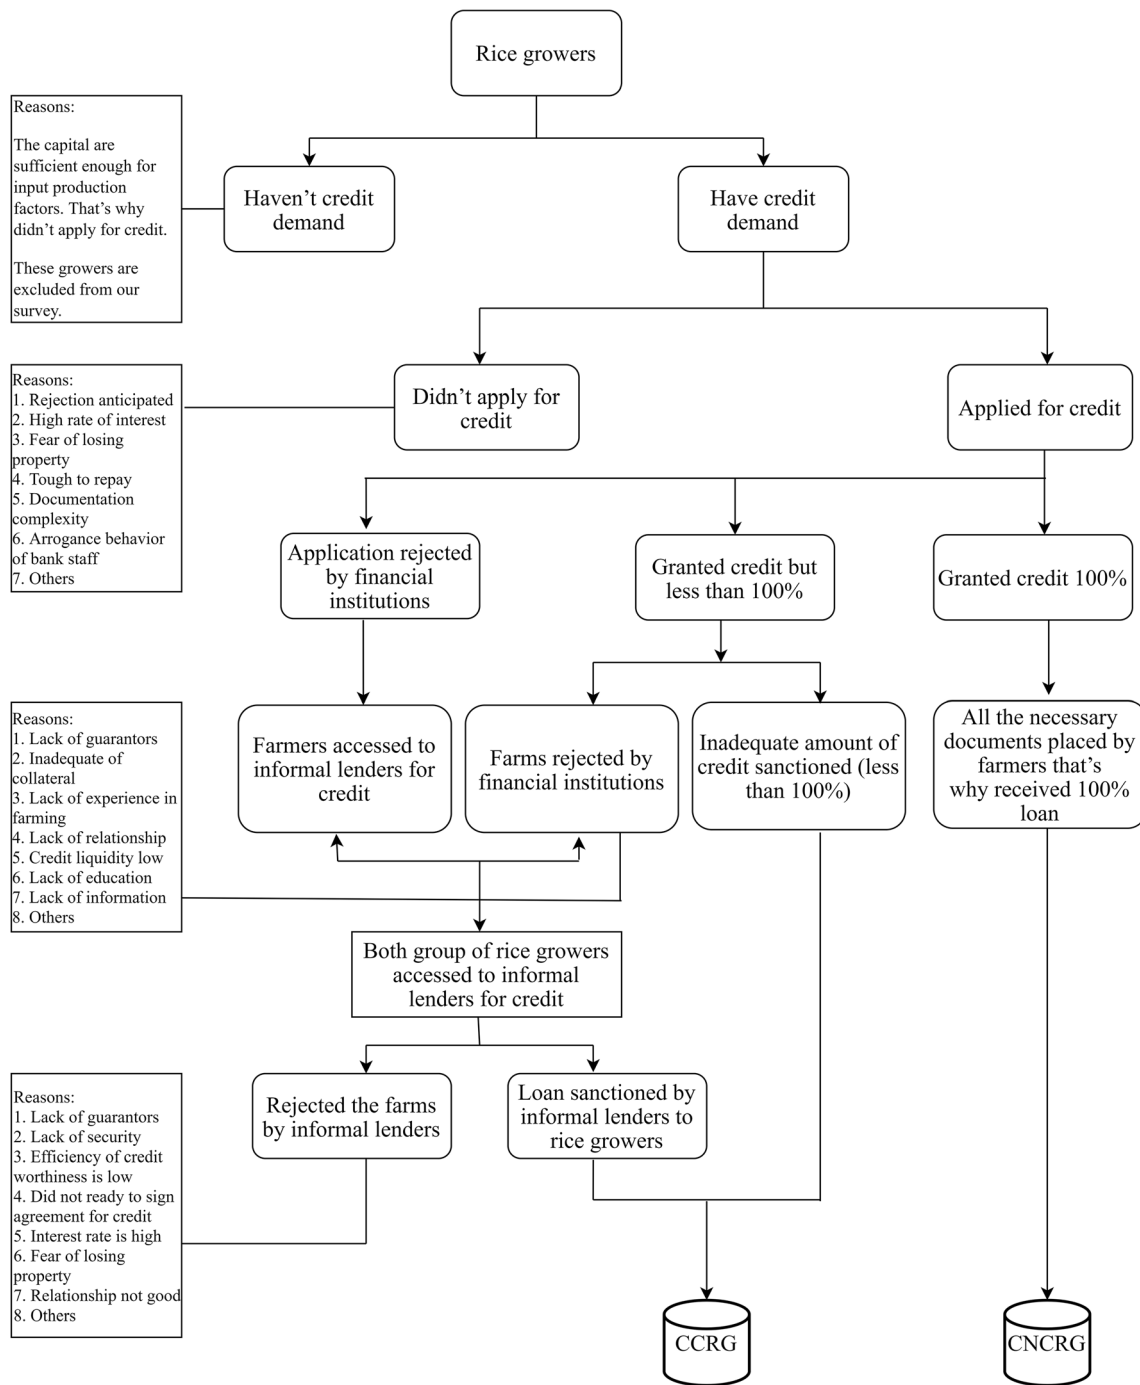 Rice growers
Reasons:
The capital are
sufficient enough for
input production
factors. That's why
didn't apply for credit.
These growers are
excluded from our
survey.
Haven't credit
demand
Have credit
demand
Reasons:
1. Rejection anticipated
2. High rate of interest
3. Fear of losing
property
4. Tough to repay
5. Documentation
complexity
6. Arrogance behavior
of bank staff
7. Others
Didn't apply for
credit
Applied for credit
Application rejected
by financial
institutions
Granted credit but
less than 100%
Granted credit 100%
Reasons:
1. Lack of guarantors
2. Inadequate of
collateral
3. Lack of experience in
farming
4. Lack of relationship
5. Credit liquidity low
6. Lack of education
7. Lack of information
8. Others
Farmers accessed to
informal lenders for
credit
Farms rejected by
financial institutions
Inadequate amount of
credit sanctioned (less
than 100%)
All the necessary
documents placed by
farmers that's
why received 100%
loan
Both group of rice growers
accessed to informal
lenders for credit
Reasons:
1. Lack of guarantors
2. Lack of security
3. Efficiency of credit
worthiness is low
4. Did not ready to sign
agreement for credit
5. Interest rate is high
6. Fear of losing
property
7. Relationship not good
8. Others
Rejected the farms
by informal lenders
Loan sanctioned by
informal lenders to
rice growers
CCRG
CNCRG